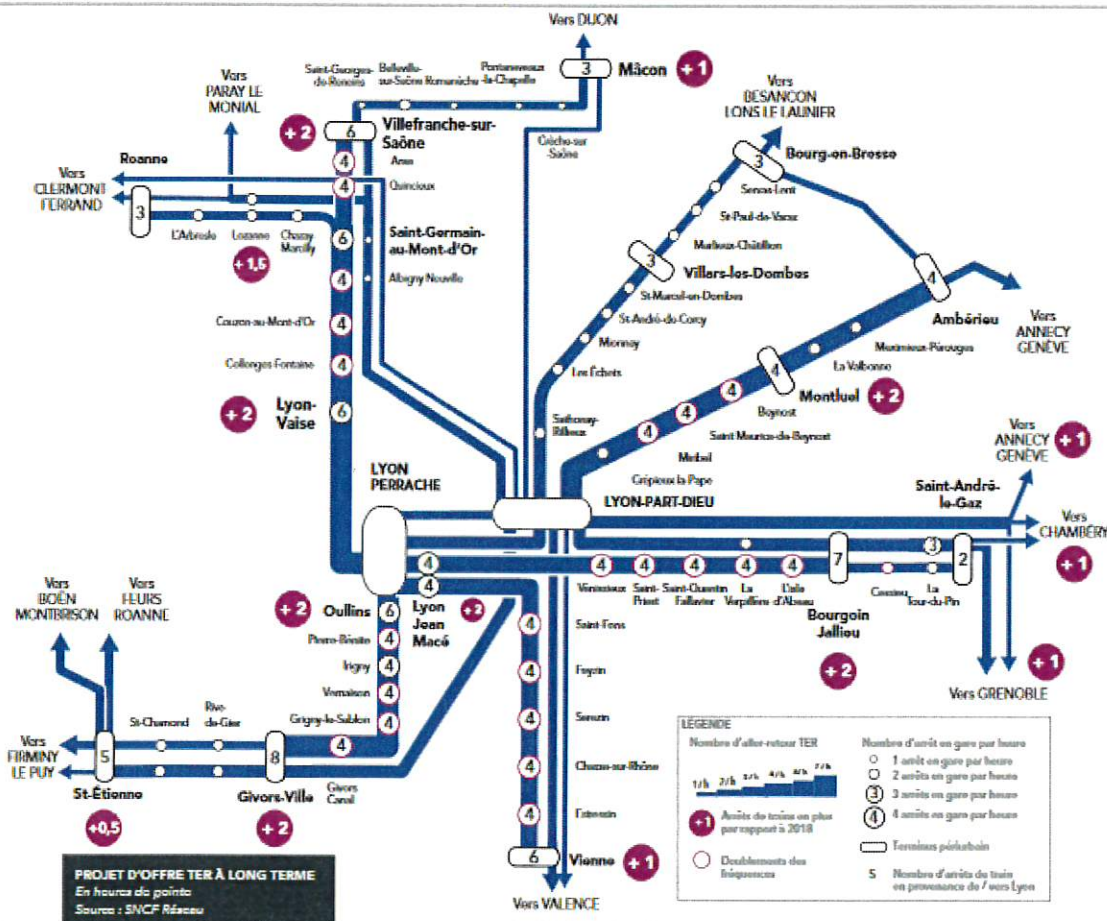 Vers DIJON
Saint-Georges-
de-Reneins
Belleville-
sur-Saône
Romanèche
Pontanevaux
-la-Chapelle
3
Mâcon
+ 1
Vers
PARAY LE
MONIAL
Vers
BESANCON
LONS LE LAUNIER
+ 2
6
Villefranche-sur-
Saône
Crèche-sur
-Saône
3
Bourg-en-Bresse
Roanne
4
Anse
Servas-Lent
Vers
CLERMONT
FERRAND
4
Quincieux
St-Paul-de-Varax
3
L'Arbresle
Lozanne
Chazay
Marcilly
6
Saint-Germain-
au-Mont-d'Or
Marlieux-Châtillon
3
Villars-les-Dombes
+ 1,5
4
Albigny Neuville
St-Marcel-en-Dombes
4
Ambérieu
Couzon-au-Mont-d'Or
4
St-André-de-Corcy
Vers
ANNECY
GENÈVE
Mionnay
Meximieux-Pérouges
Collonges Fontaine
4
Les Échets
4
La Valbonne
Montluel
+ 2
+ 2
Lyon-
Vaise
6
4
Beynost
Sathonay-
Rillieux
4
Saint Maurice-de-Beynost
4
Miribel
Crépieux la Pape
Vers
ANNECY
GENÈVE
+ 1
LYON
PERRACHE
LYON-PART-DIEU
Saint-André-
le-Gaz
Vers
CHAMBÉRY
+ 1
3
4
4
4
4
4
4
7
2
4
Vénissieux
Saint-
Priest
Saint-Quentin
Fallavier
La
Verpillière
L'Isle
d'Abeau
Cessieu
La
Tour-du-Pin
Vers
BOËN
MONTBRISON
Vers
FEURS
ROANNE
+ 2
Oullins
6
Lyon
Jean
Macé
+ 2
Bourgoin
Jallieu
+ 2
4
Saint-Fons
Pierre-Bénite
4
Irigny
4
4
Feyzin
+ 1
Vernaison
4
Vers GRENOBLE
Grigny-le-Sablon
4
4
Serezin
St-Chamond
Rive-
de-Gier
Vers
FIRMINY
LE PUY
5
8
4
4
Chasse-sur-Rhône
St-Étienne
Givors-Ville
Givors
Canal
4
Estressin
+0,5
+ 2
6
Vienne
+ 1
Vers VALENCE
LÉGENDE
Nombre d'aller-retour TER
1/h
2/h
3/h
4/h
+1
Arrêts de trains en plus
par rapport à 2018
Doublements des
fréquences
Nombre d'arrêt en gare par heure
1 arrêt en gare par heure
2 arrêts en gare par heure
3
3 arrêts en gare par heure
4
4 arrêts en gare par heure
Terminus périurbain
5
Nombre d'arrêts de train
en provenance de / vers Lyon
PROJET D'OFFRE TER À LONG TERME
En heures de pointe
Source : SNCF Réseau